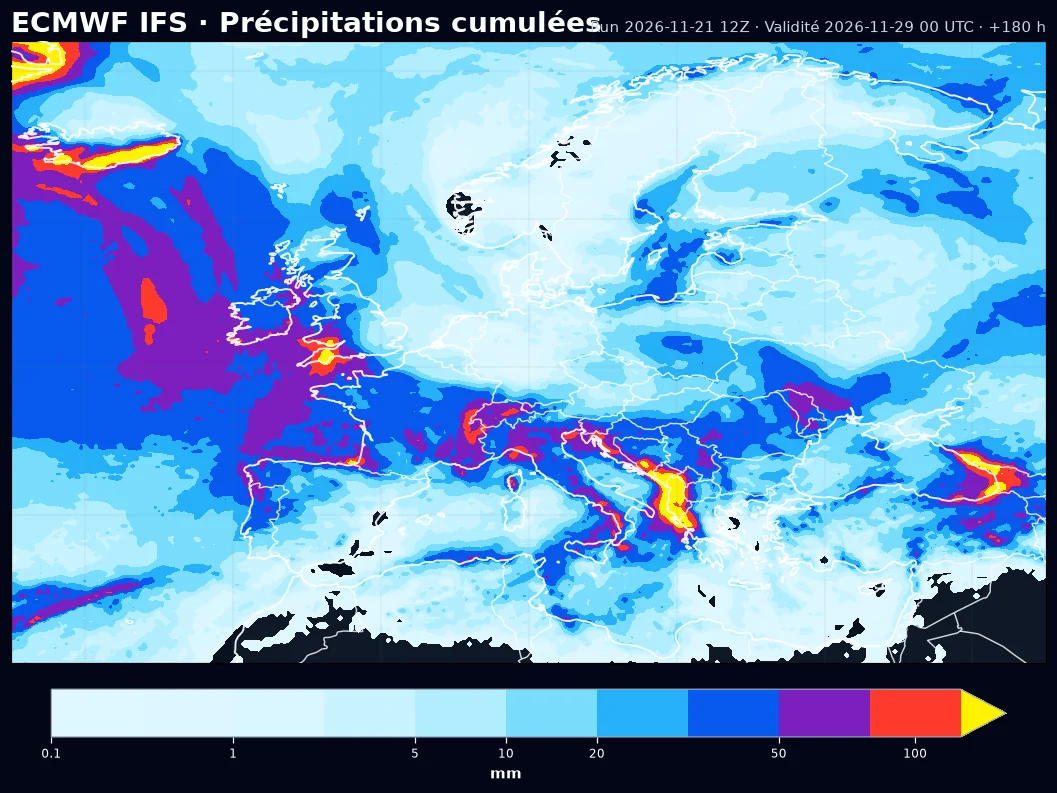 ECMWF IFS · Précipitations cumulées
Run 2026-11-21 12Z · Validité 2026-11-29 00 UTC · +180 h
0.1 1 5 10 20 50 100
mm